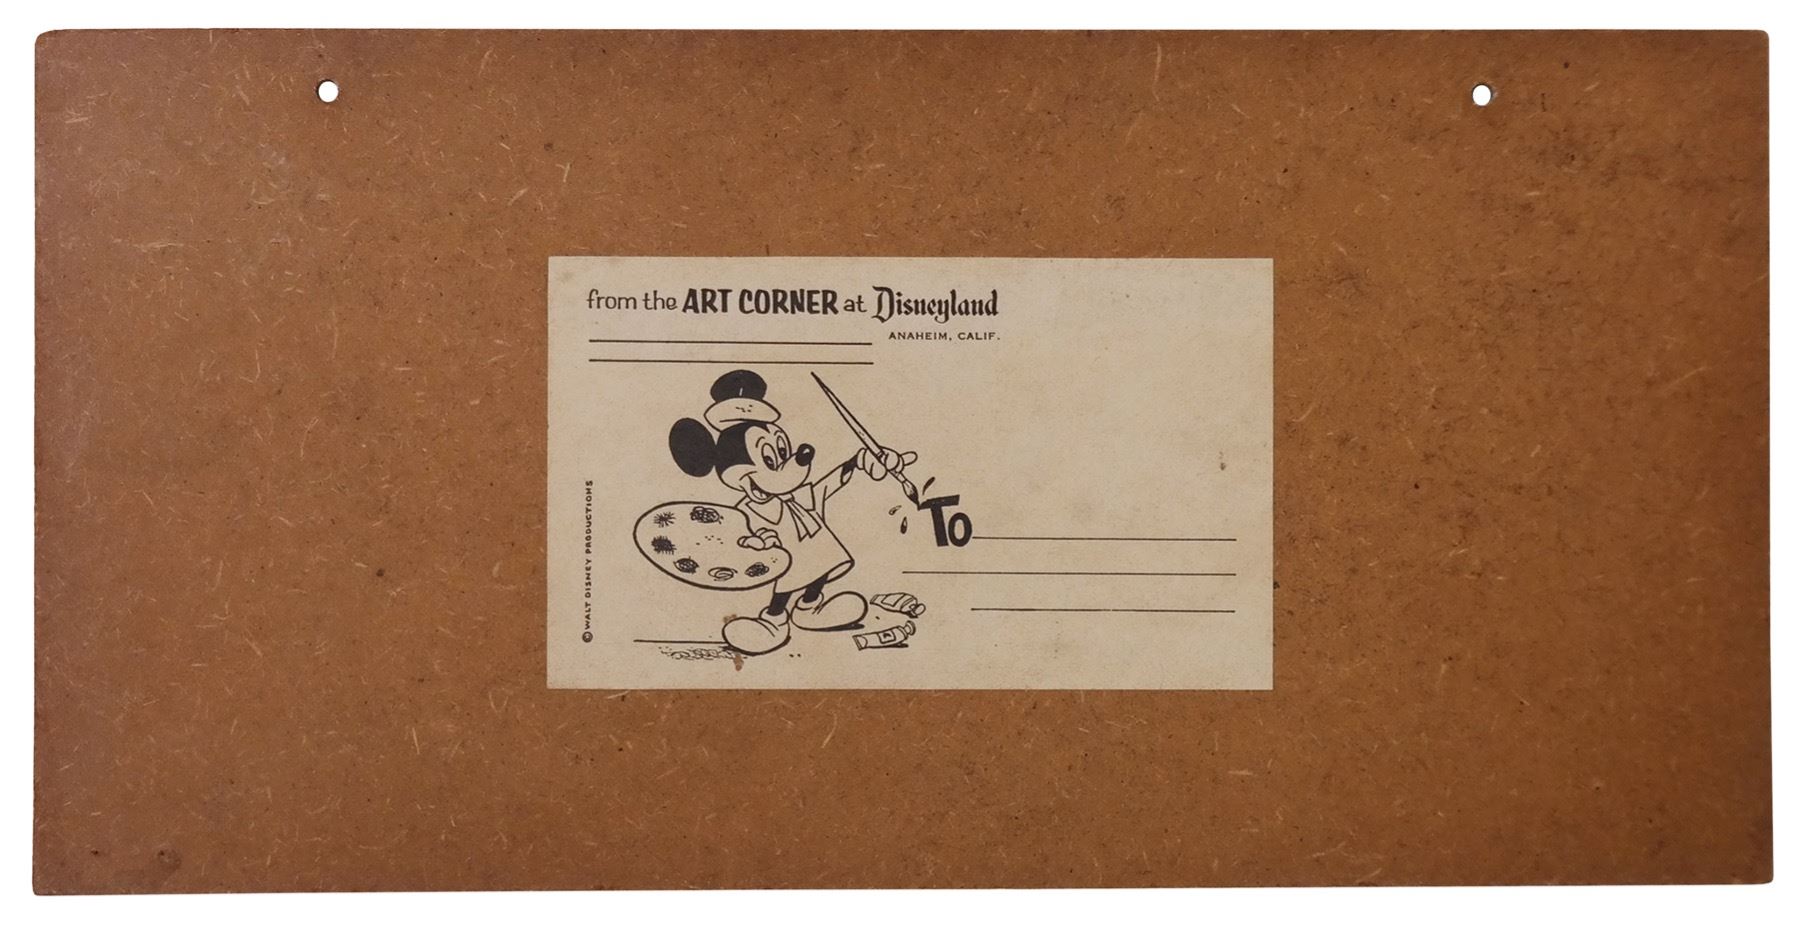 from the ART CORNER at Disneyland
ANAHEIM, CALIF.
To
© WALT DISNEY PRODUCTIONS